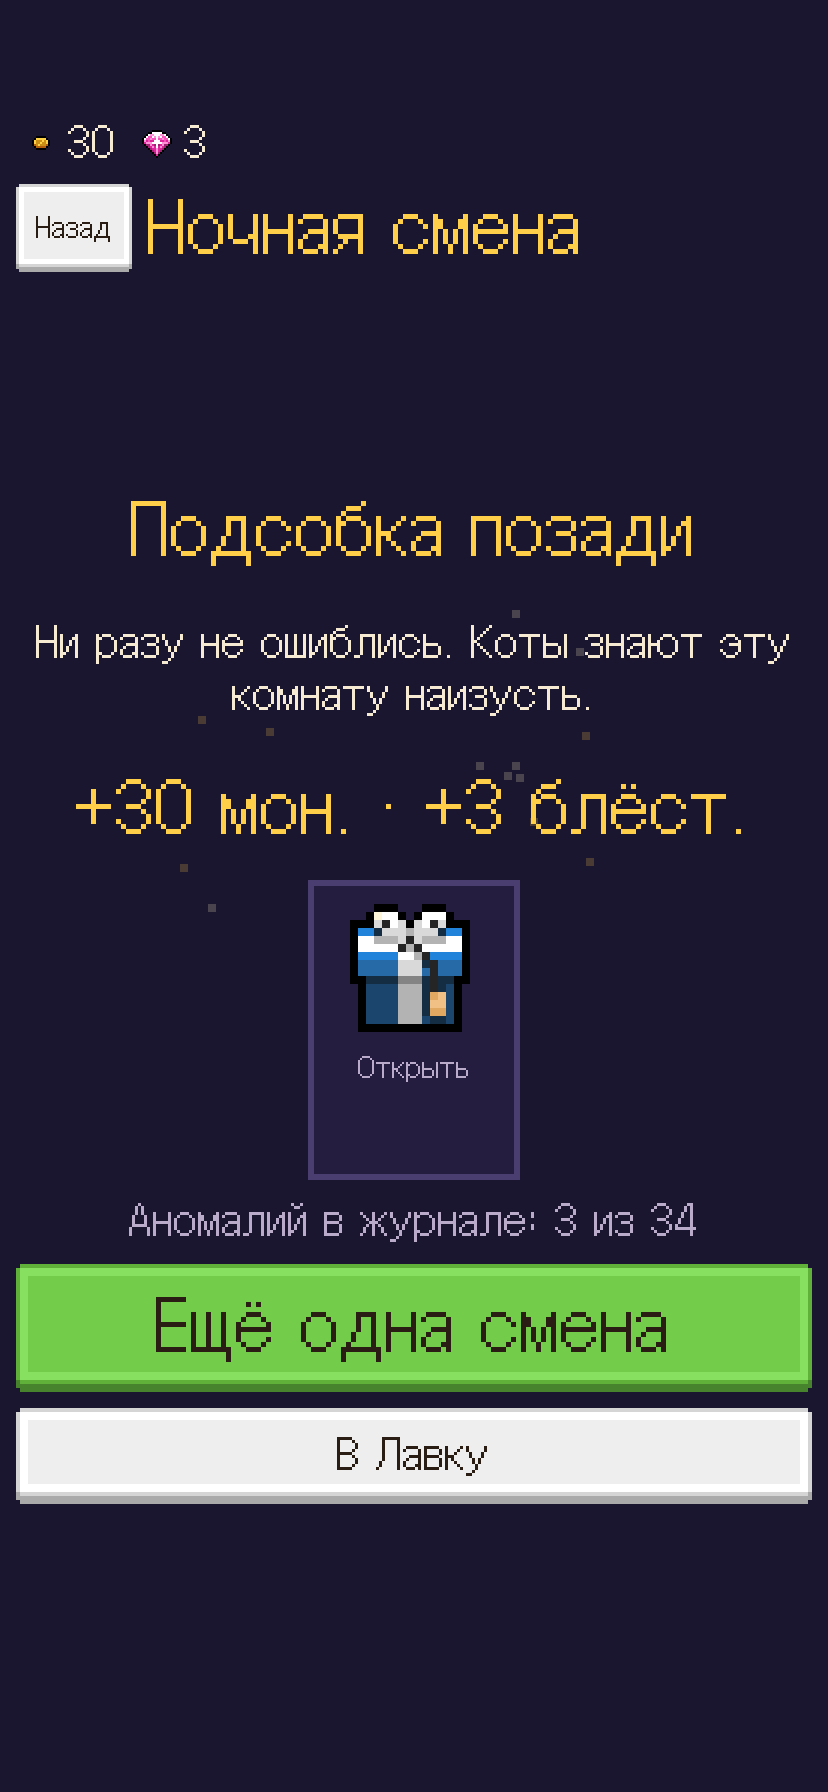 30 3
Назад
Ночная смена
Подсобка позади
Ни разу не ошиблись. Коты знают эту
комнату наизусть.
+30 мон. · +3 блёст.
Открыть
Аномалий в журнале: 3 из 34
Ещё одна смена
В Лавку